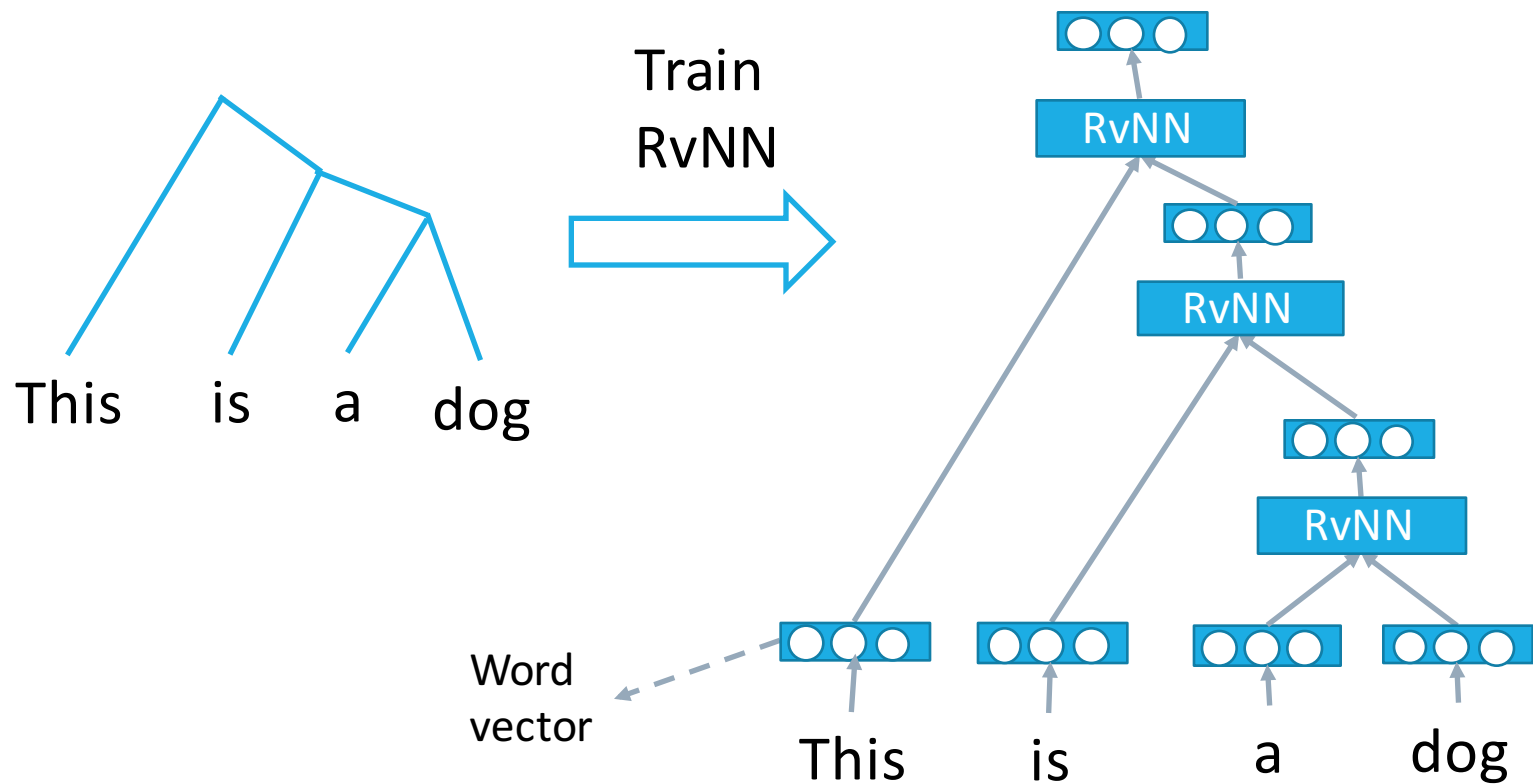 Train
RvNN
This is a dog
RvNN
RvNN
RvNN
Word
vector
This is a dog